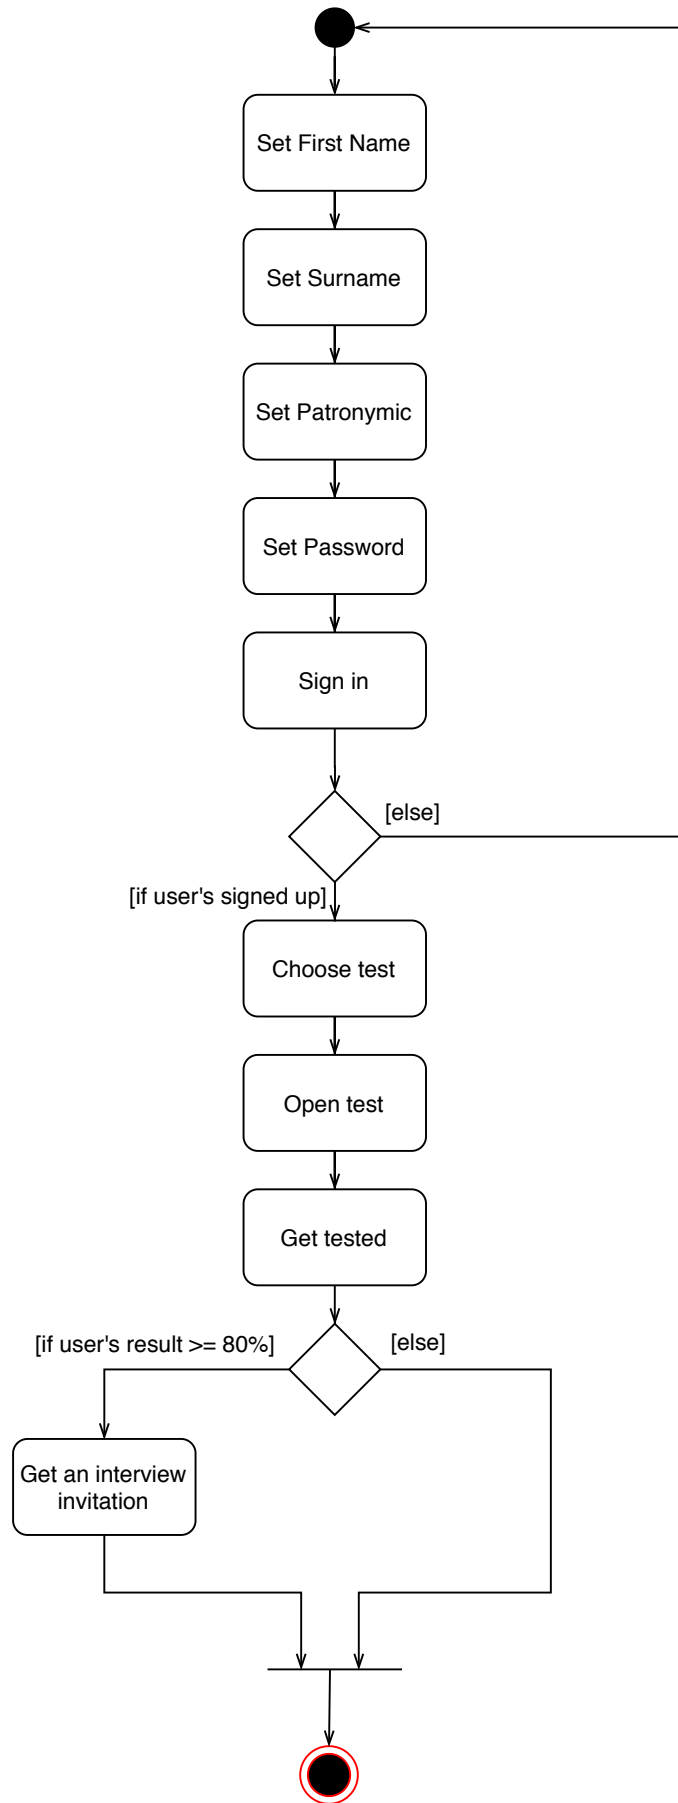 Set First Name
Set Surname
Set Patronymic
Set Password
Sign in
[else]
[if user's signed up]
Choose test
Open test
Get tested
[if user's result >= 80%]
[else]
Get an interview
invitation